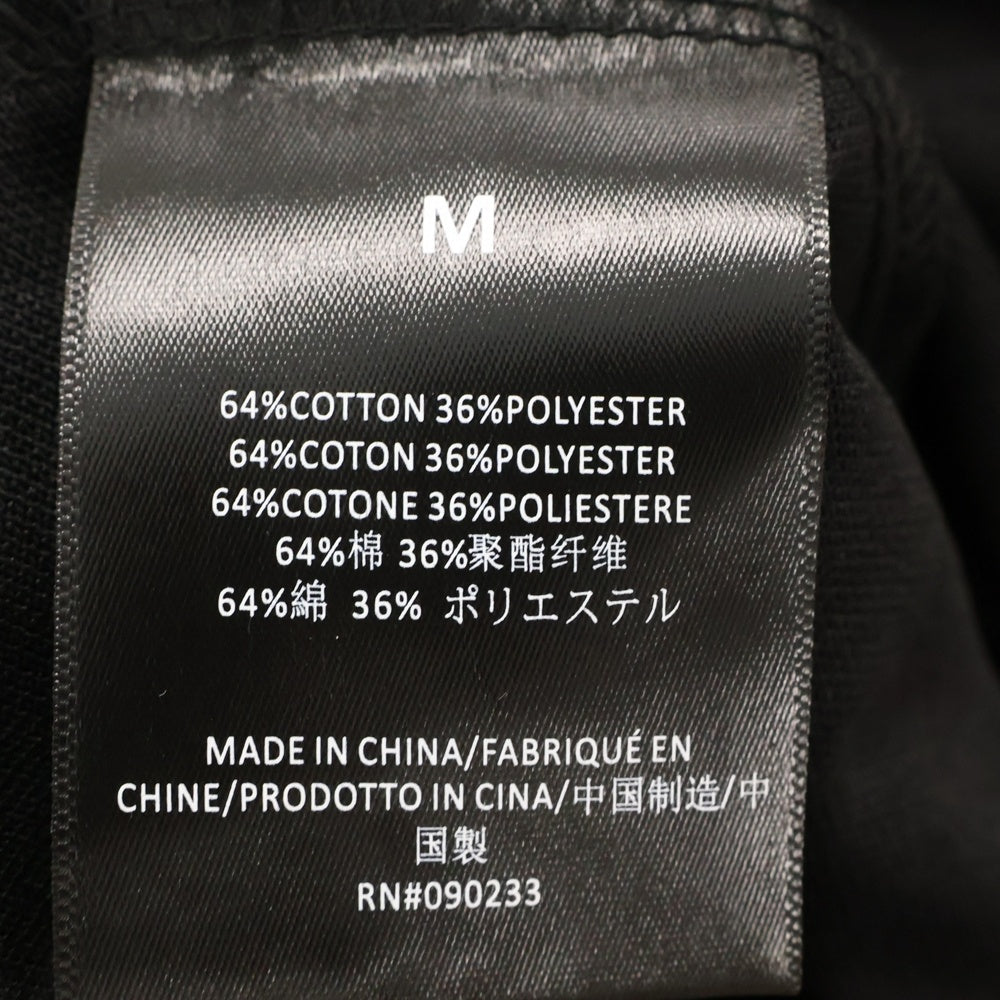 M
64%COTTON 36%POLYESTER
64%COTON 36%POLYESTER
64%COTONE 36%POLIESTERE
64%棉 36%聚酯纤维
64%綿 36% ポリエステル
MADE IN CHINA/FABRIQUÉ EN
CHINE/PRODOTTO IN CINA/中国制造/中
国製
RN#090233